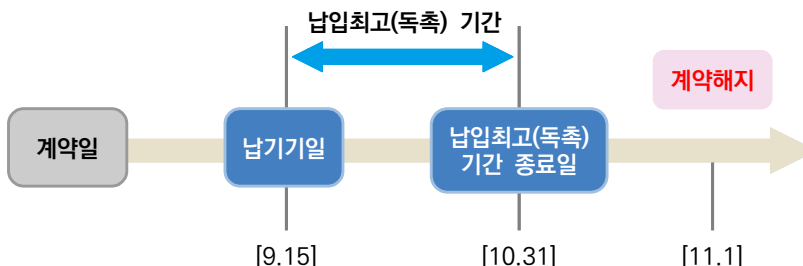 납입최고(독촉) 기간
계약해지
계약일
납기기일
납입최고(독촉)
기간 종료일
[9.15]
[10.31]
[11.1]